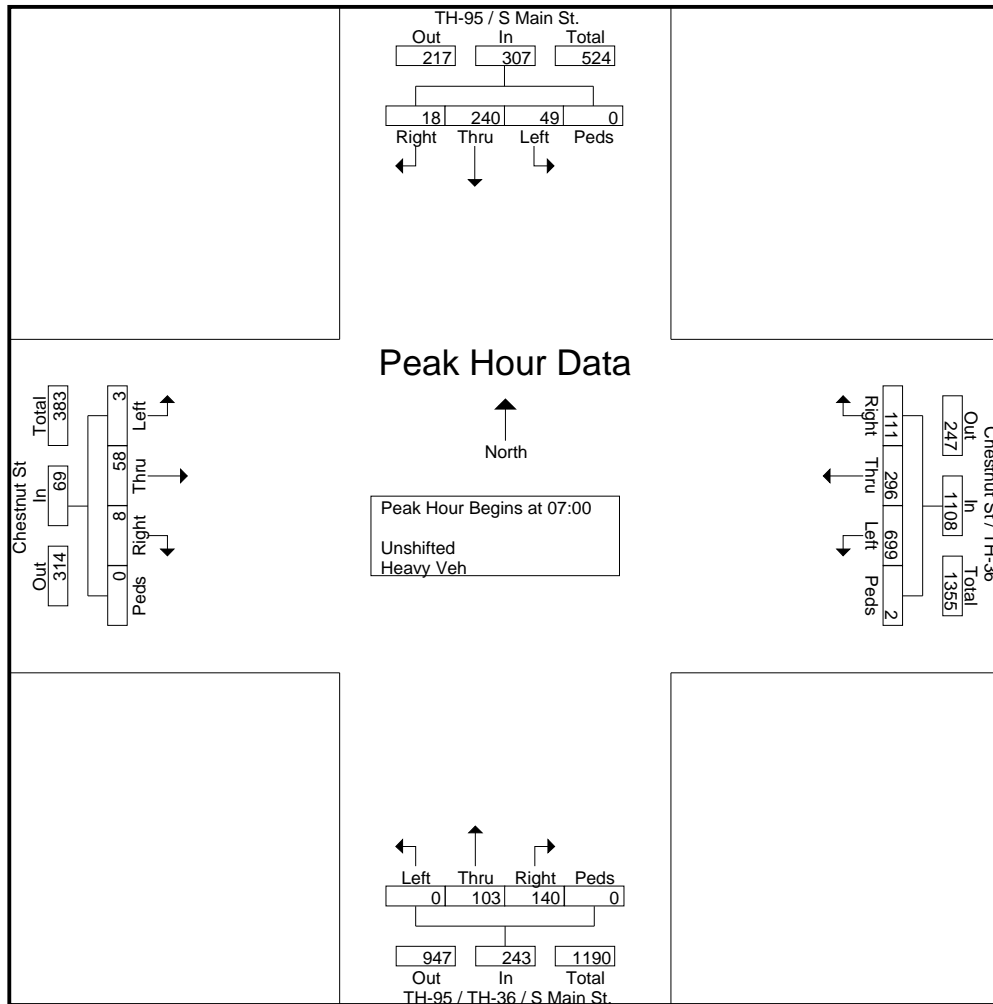 TH-95 / S Main St.
Out In Total
217 307 524
18 240 49 0
Right Thru Left Peds
Peak Hour Data
North
Peak Hour Begins at 07:00
Unshifted
Heavy Veh
Chestnut St
Out In Total
314 69 383
3 58 8 0
Left Thru Right Peds
Chestnut St / TH-36
Out In Total
247 1108 1355
111 296 699 2
Right Thru Left Peds
Left Thru Right Peds
0 103 140 0
947 243 1190
Out In Total
TH-95 / TH-36 / S Main St.